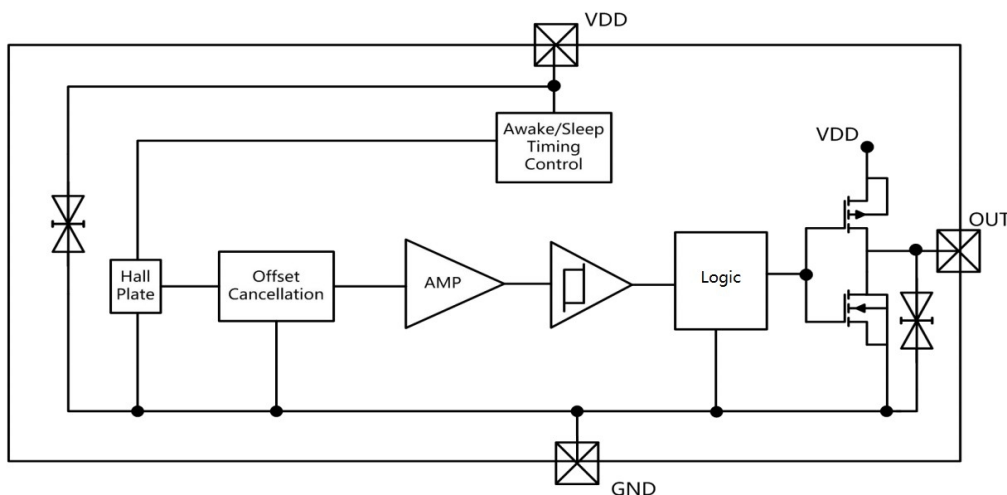 VDD
Awake/Sleep
Timing
Control
VDD
OUT
Hall
Plate
Offset
Cancellation
AMP
Logic
GND